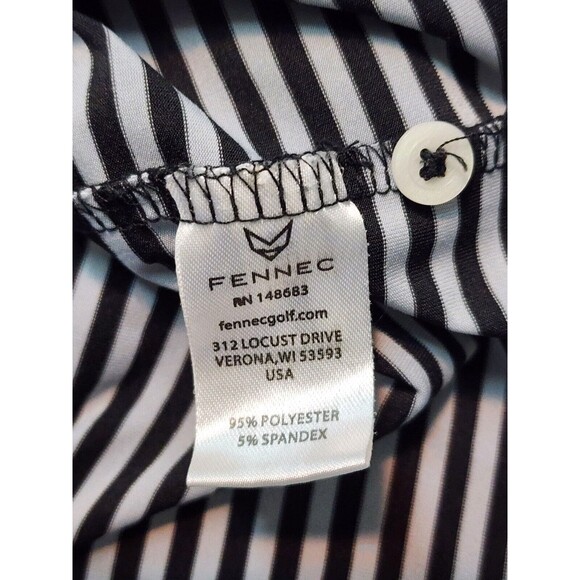 FENNEC
RN 148683
fennecgolf.com
312 LOCUST DRIVE
VERONA,WI 53593
USA
95% POLYESTER
5% SPANDEX